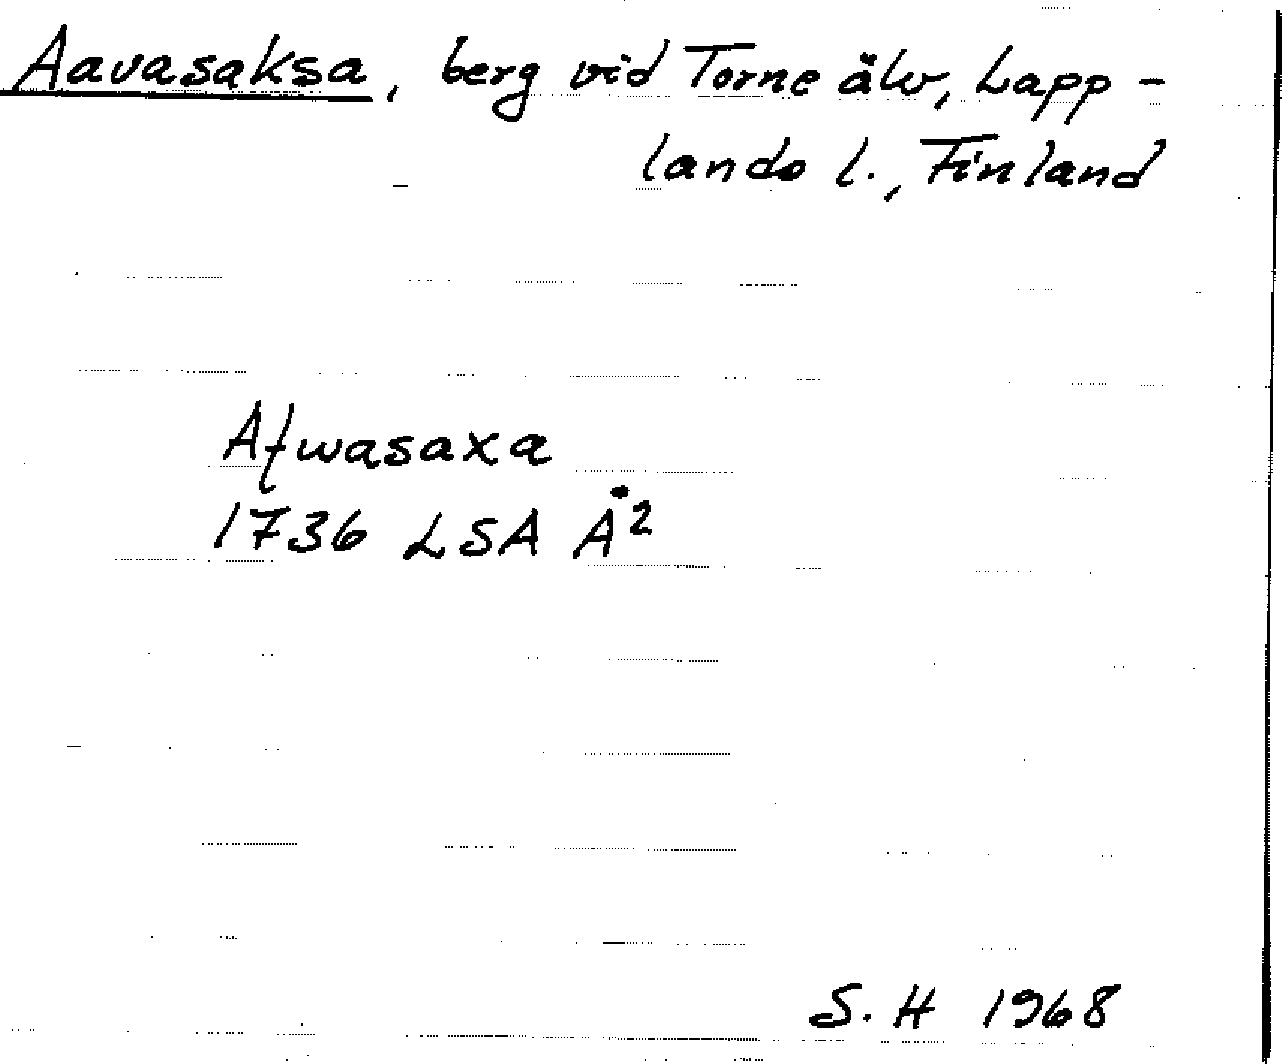 Aavasaksa, berg vid Torne älv, Lapp-
lands l., Finland
Afwasaxa
1736 LSA Å²
S. H 1968